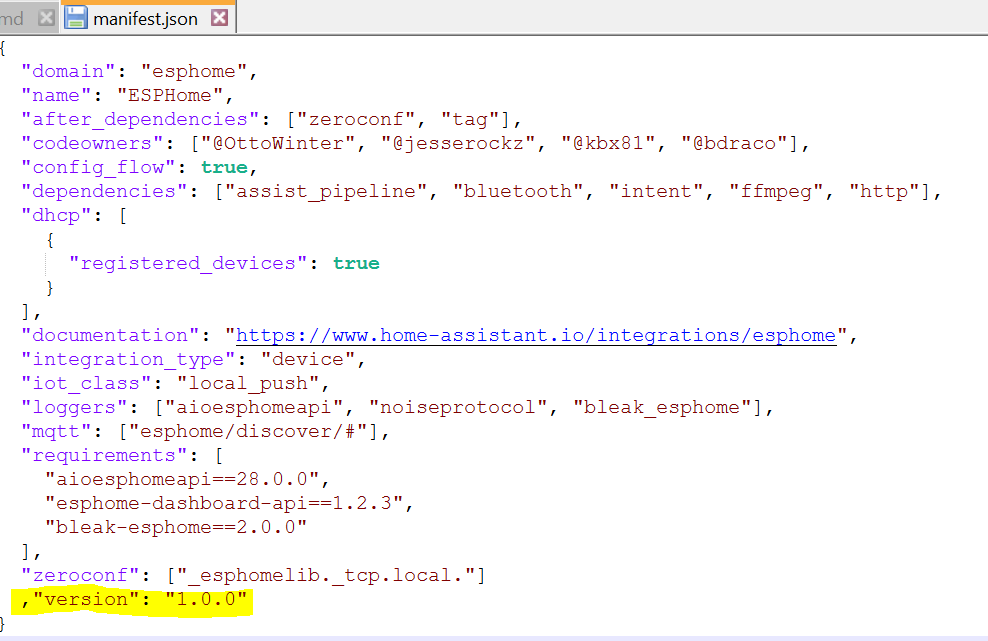 md manifest.json
{
"domain": "esphome",
"name": "ESPHome",
"after_dependencies": ["zeroconf", "tag"],
"codeowners": ["@OttoWinter", "@jesserockz", "@kbx81", "@bdraco"],
"config_flow": true,
"dependencies": ["assist_pipeline", "bluetooth", "intent", "ffmpeg", "http"],
"dhcp": [
{
"registered_devices": true
}
],
"documentation": "https://www.home-assistant.io/integrations/esphome",
"integration_type": "device",
"iot_class": "local_push",
"loggers": ["aioesphomeapi", "noiseprotocol", "bleak_esphome"],
"mqtt": ["esphome/discover/#"],
"requirements": [
"aioesphomeapi==28.0.0",
"esphome-dashboard-api==1.2.3",
"bleak-esphome==2.0.0"
],
"zeroconf": ["_esphomelib._tcp.local."]
,"version": "1.0.0"
}